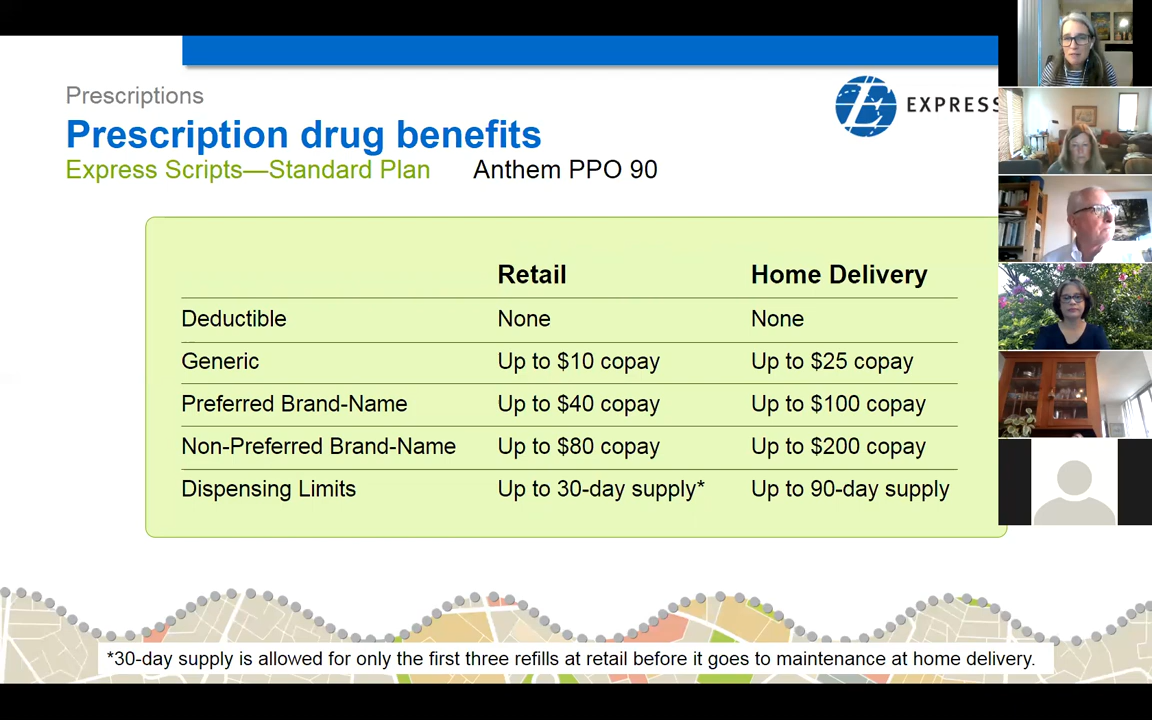 Prescriptions
EXPRESS
Prescription drug benefits
Express Scripts—Standard Plan Anthem PPO 90
Retail Home Delivery
Deductible None None
Generic Up to $10 copay Up to $25 copay
Preferred Brand-Name Up to $40 copay Up to $100 copay
Non-Preferred Brand-Name Up to $80 copay Up to $200 copay
Dispensing Limits Up to 30-day supply* Up to 90-day supply
*30-day supply is allowed for only the first three refills at retail before it goes to maintenance at home delivery.